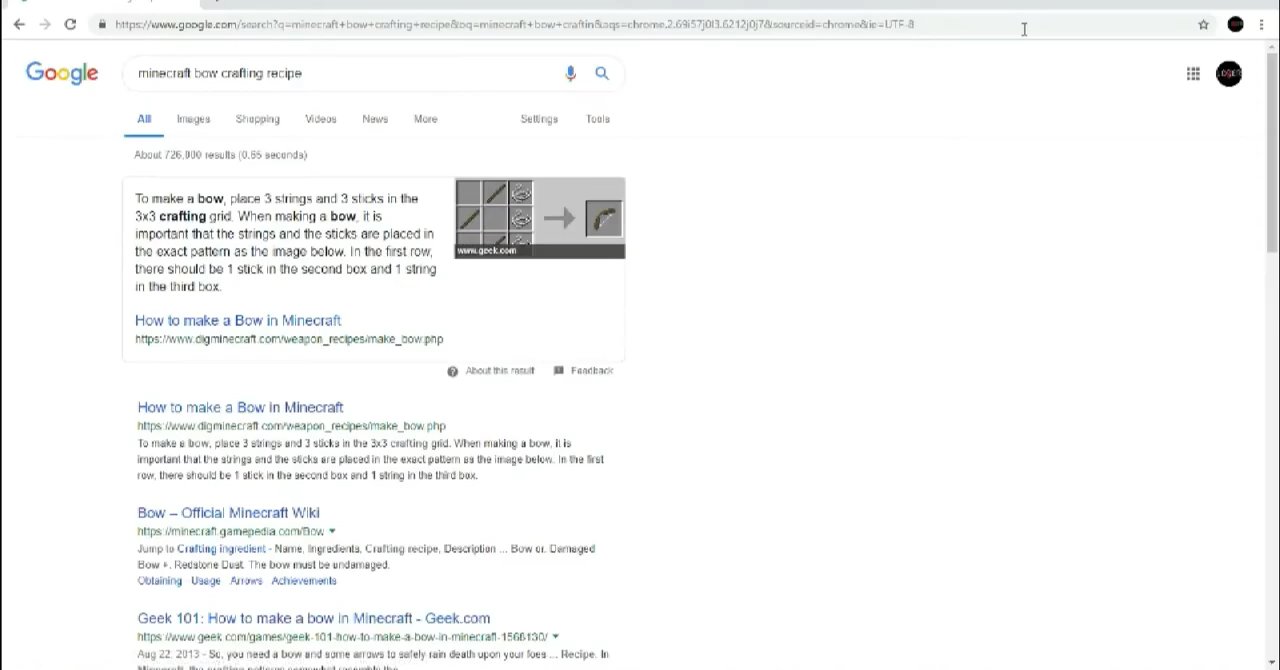 https://www.google.com/search?q=minecraft+bow+crafting+recipe&oq=minecraft+bow+craftin&aqs=chrome.2.69i57j0l3.6212j0j7&sourceid=chrome&ie=UTF-8
Google
minecraft bow crafting recipe
All Images Shopping Videos News More Settings Tools
About 726,000 results (0.65 seconds)
To make a bow, place 3 strings and 3 sticks in the
3x3 crafting grid. When making a bow, it is
important that the strings and the sticks are placed in
the exact pattern as the image below. In the first row,
there should be 1 stick in the second box and 1 string
in the third box.
www.geek.com
How to make a Bow in Minecraft
https://www.digminecraft.com/weapon_recipes/make_bow.php
About this result Feedback
How to make a Bow in Minecraft
https://www.digminecraft.com/weapon_recipes/make_bow.php
To make a bow, place 3 strings and 3 sticks in the 3x3 crafting grid. When making a bow, it is
important that the strings and the sticks are placed in the exact pattern as the image below. In the first
row, there should be 1 stick in the second box and 1 string in the third box.
Bow – Official Minecraft Wiki
https://minecraft.gamepedia.com/Bow
Jump to Crafting ingredient - Name, Ingredients, Crafting recipe, Description ... Bow or. Damaged
Bow +. Redstone Dust. The bow must be undamaged.
Obtaining Usage Arrows Achievements
Geek 101: How to make a bow in Minecraft - Geek.com
https://www.geek.com/games/geek-101-how-to-make-a-bow-in-minecraft-1566130/
Aug 22, 2013 - So, you need a bow and some arrows to safely rain death upon your foes ... Recipe. In